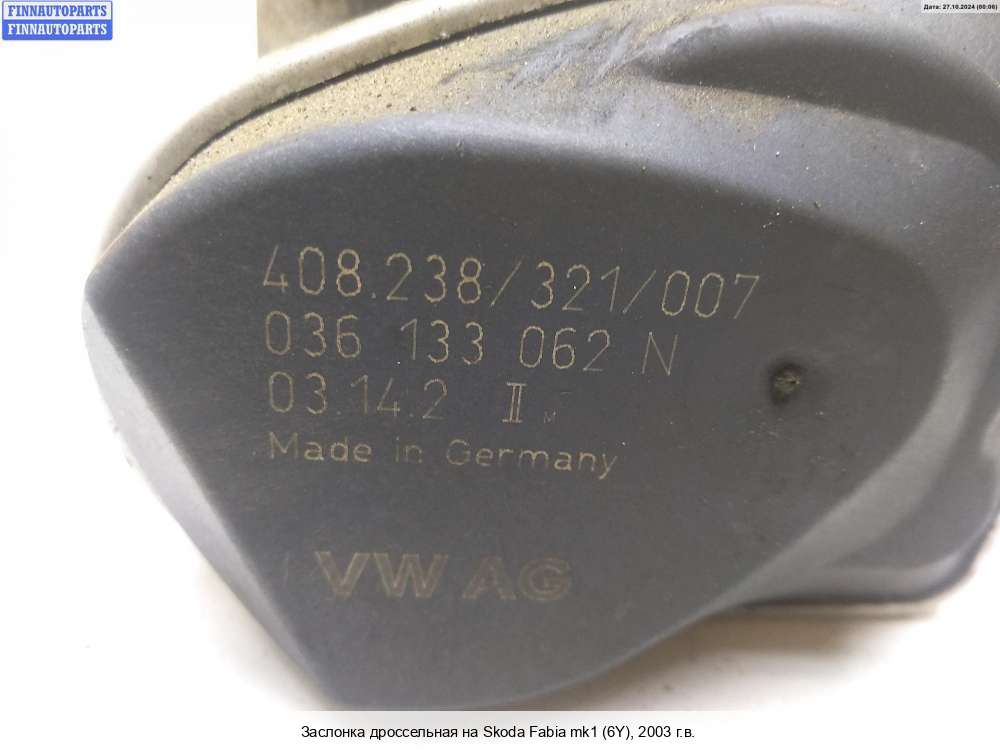 FINNAUTOPARTS
FINNAUTOPARTS
Дата: 27.10.2024 (00:06)
408.238/321/007
036 133 062 N
03.14.2 II M
Made in Germany
VW AG
Заслонка дроссельная на Skoda Fabia mk1 (6Y), 2003 г.в.